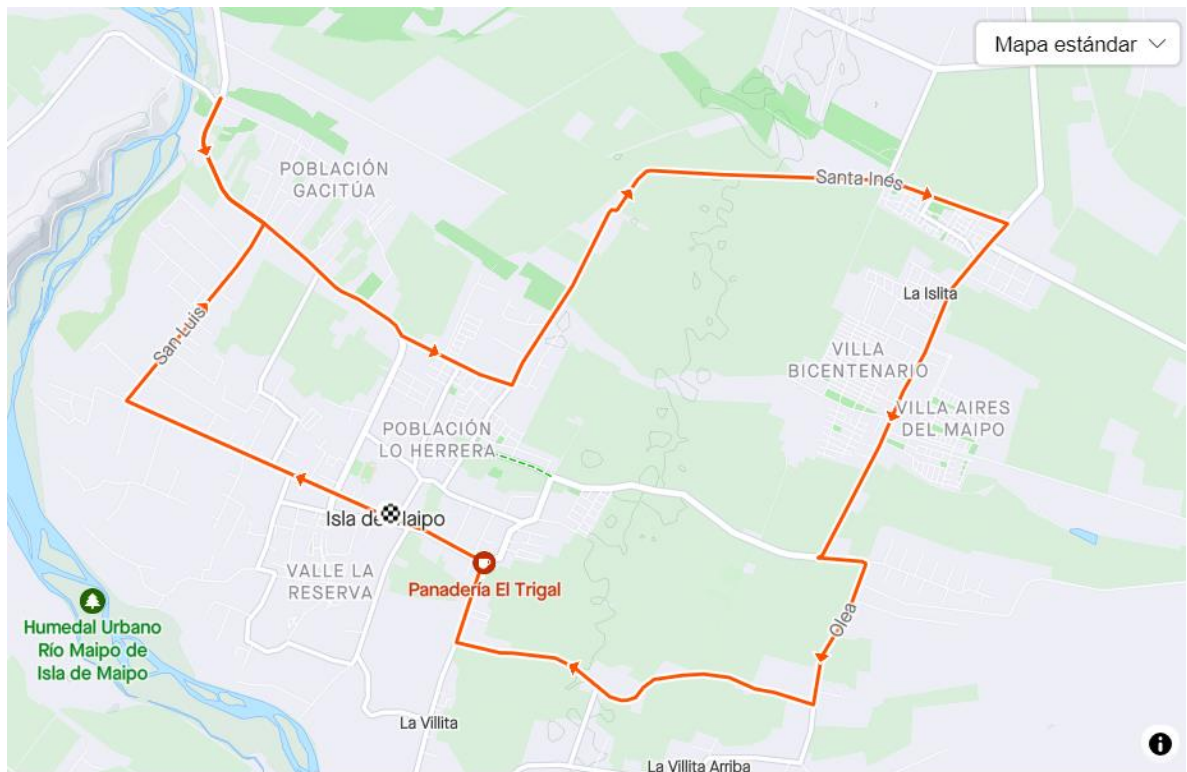 Mapa estándar
POBLACIÓN
GACITÚA
Santa Inés
La Islita
San Luis
VILLA
BICENTENARIO
VILLA AIRES
DEL MAIPO
POBLACIÓN
LO HERRERA
Isla de Maipo
VALLE LA
RESERVA
Panadería El Trigal
Humedal Urbano
Río Maipo de
Isla de Maipo
Olea
La Villita
La Villita Arriba